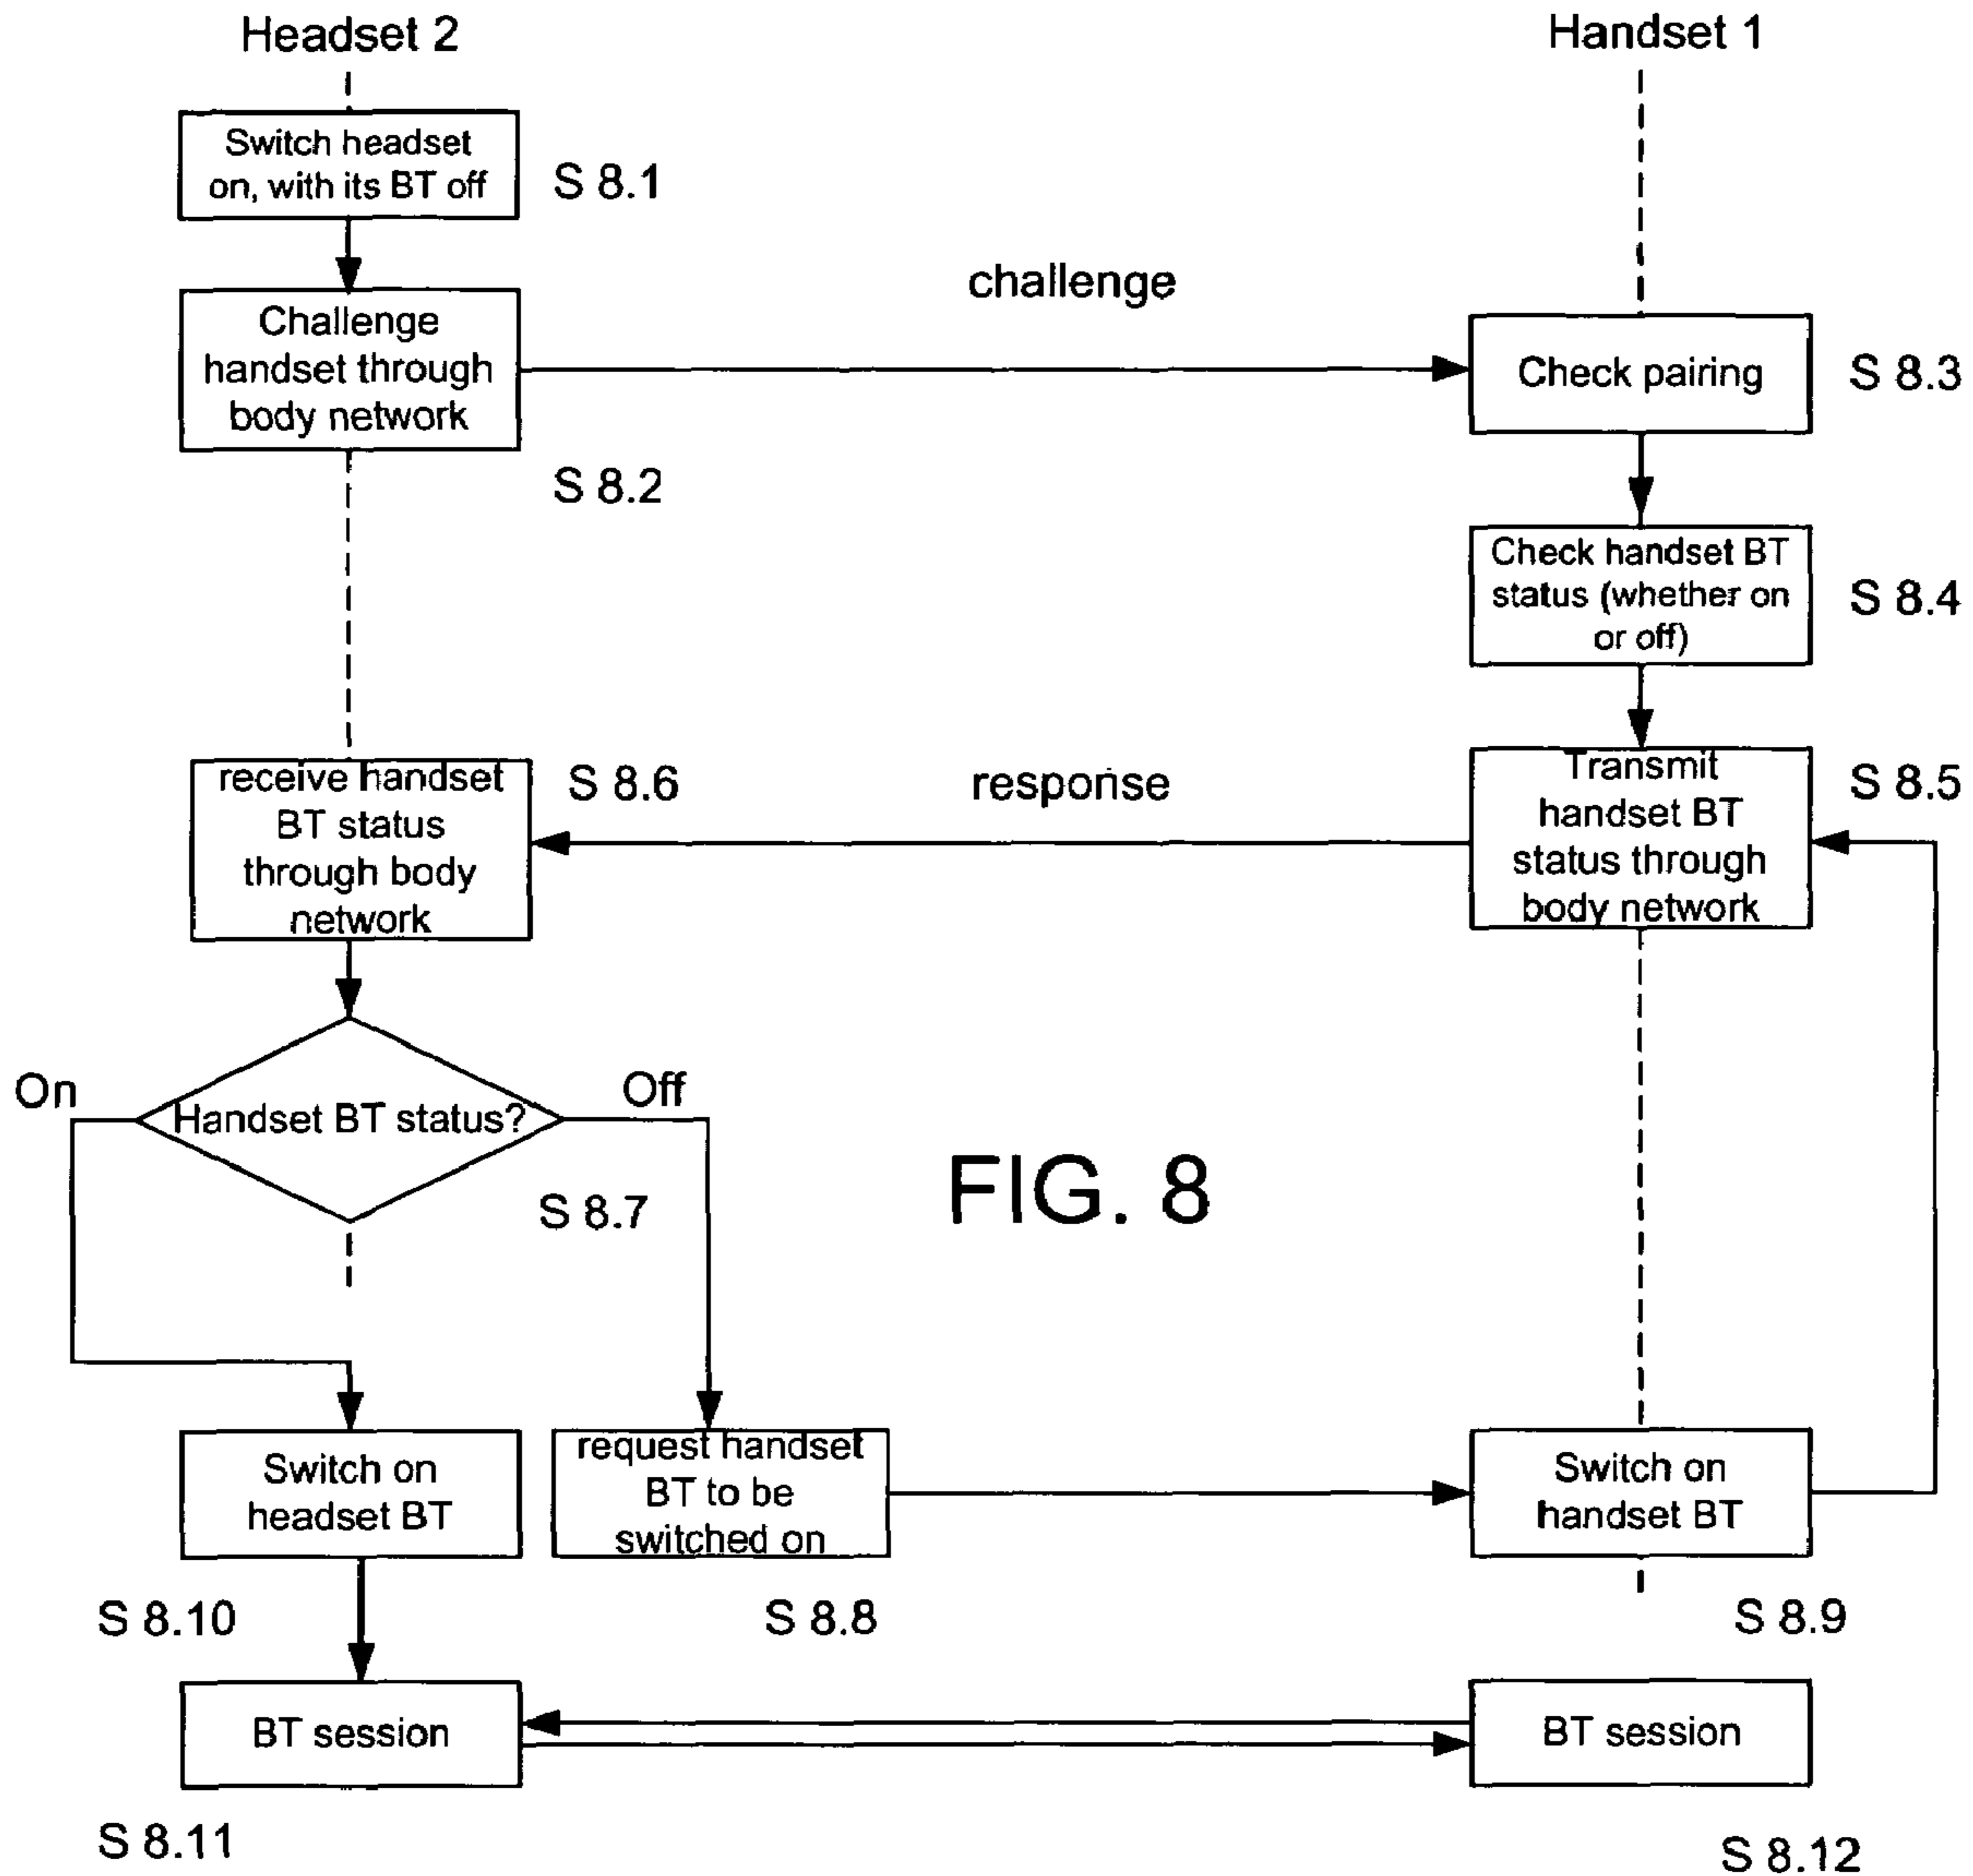 Headset 2
Handset 1
Switch headset
on, with its BT off
S 8.1
Challenge
handset through
body network
S 8.2
challenge
Check pairing
S 8.3
Check handset BT
status (whether on
or off)
S 8.4
Transmit
handset BT
status through
body network
S 8.5
response
receive handset
BT status
through body
network
S 8.6
On
Handset BT status?
Off
S 8.7
FIG. 8
Switch on
headset BT
S 8.10
request handset
BT to be
switched on
S 8.8
Switch on
handset BT
S 8.9
BT session
S 8.11
BT session
S 8.12